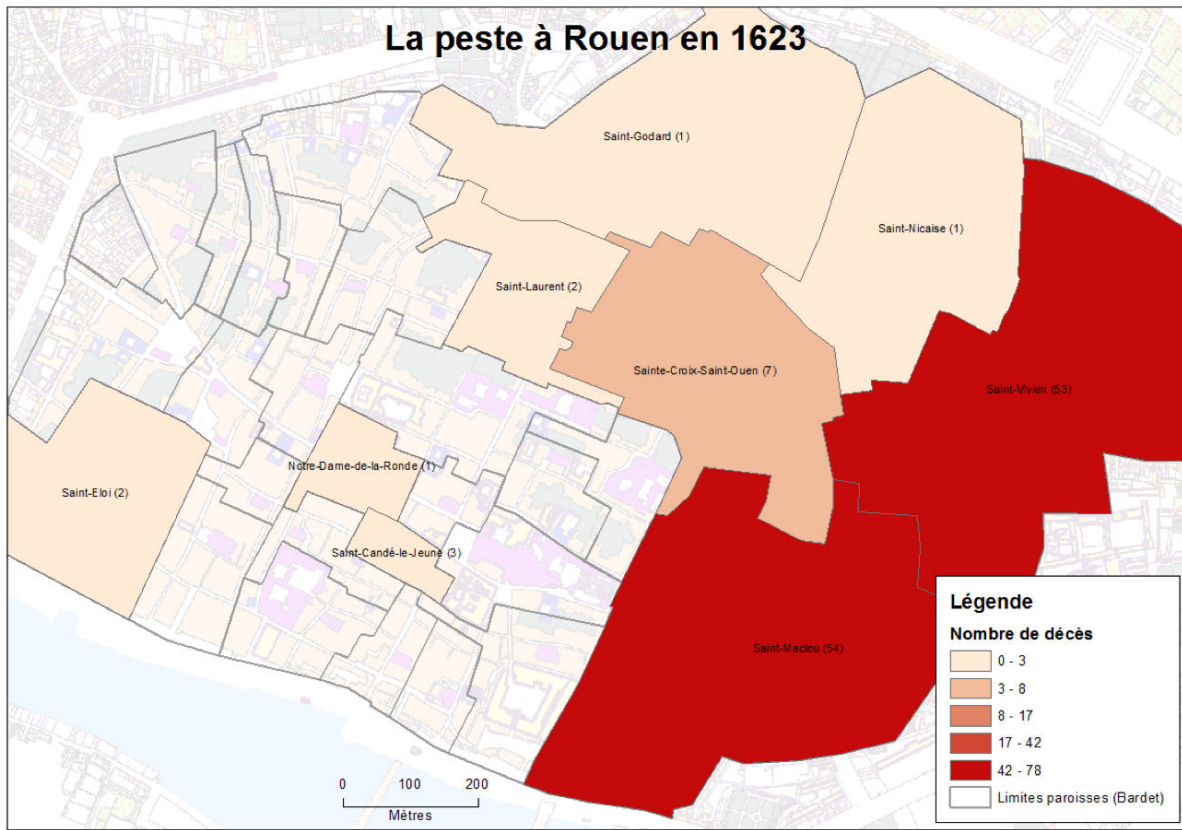 La peste à Rouen en 1623
Saint-Godard (1)
Saint-Nicaise (1)
Saint-Laurent (2)
Sainte-Croix-Saint-Ouen (7)
Saint-Vivien (53)
Notre-Dame-de-la-Ronde (1)
Saint-Eloi (2)
Saint-Candé-le-Jeune (3)
Saint-Maclou (54)
0 100 200
Mètres
Légende
Nombre de décès
0 - 3
3 - 8
8 - 17
17 - 42
42 - 78
Limites paroisses (Bardet)